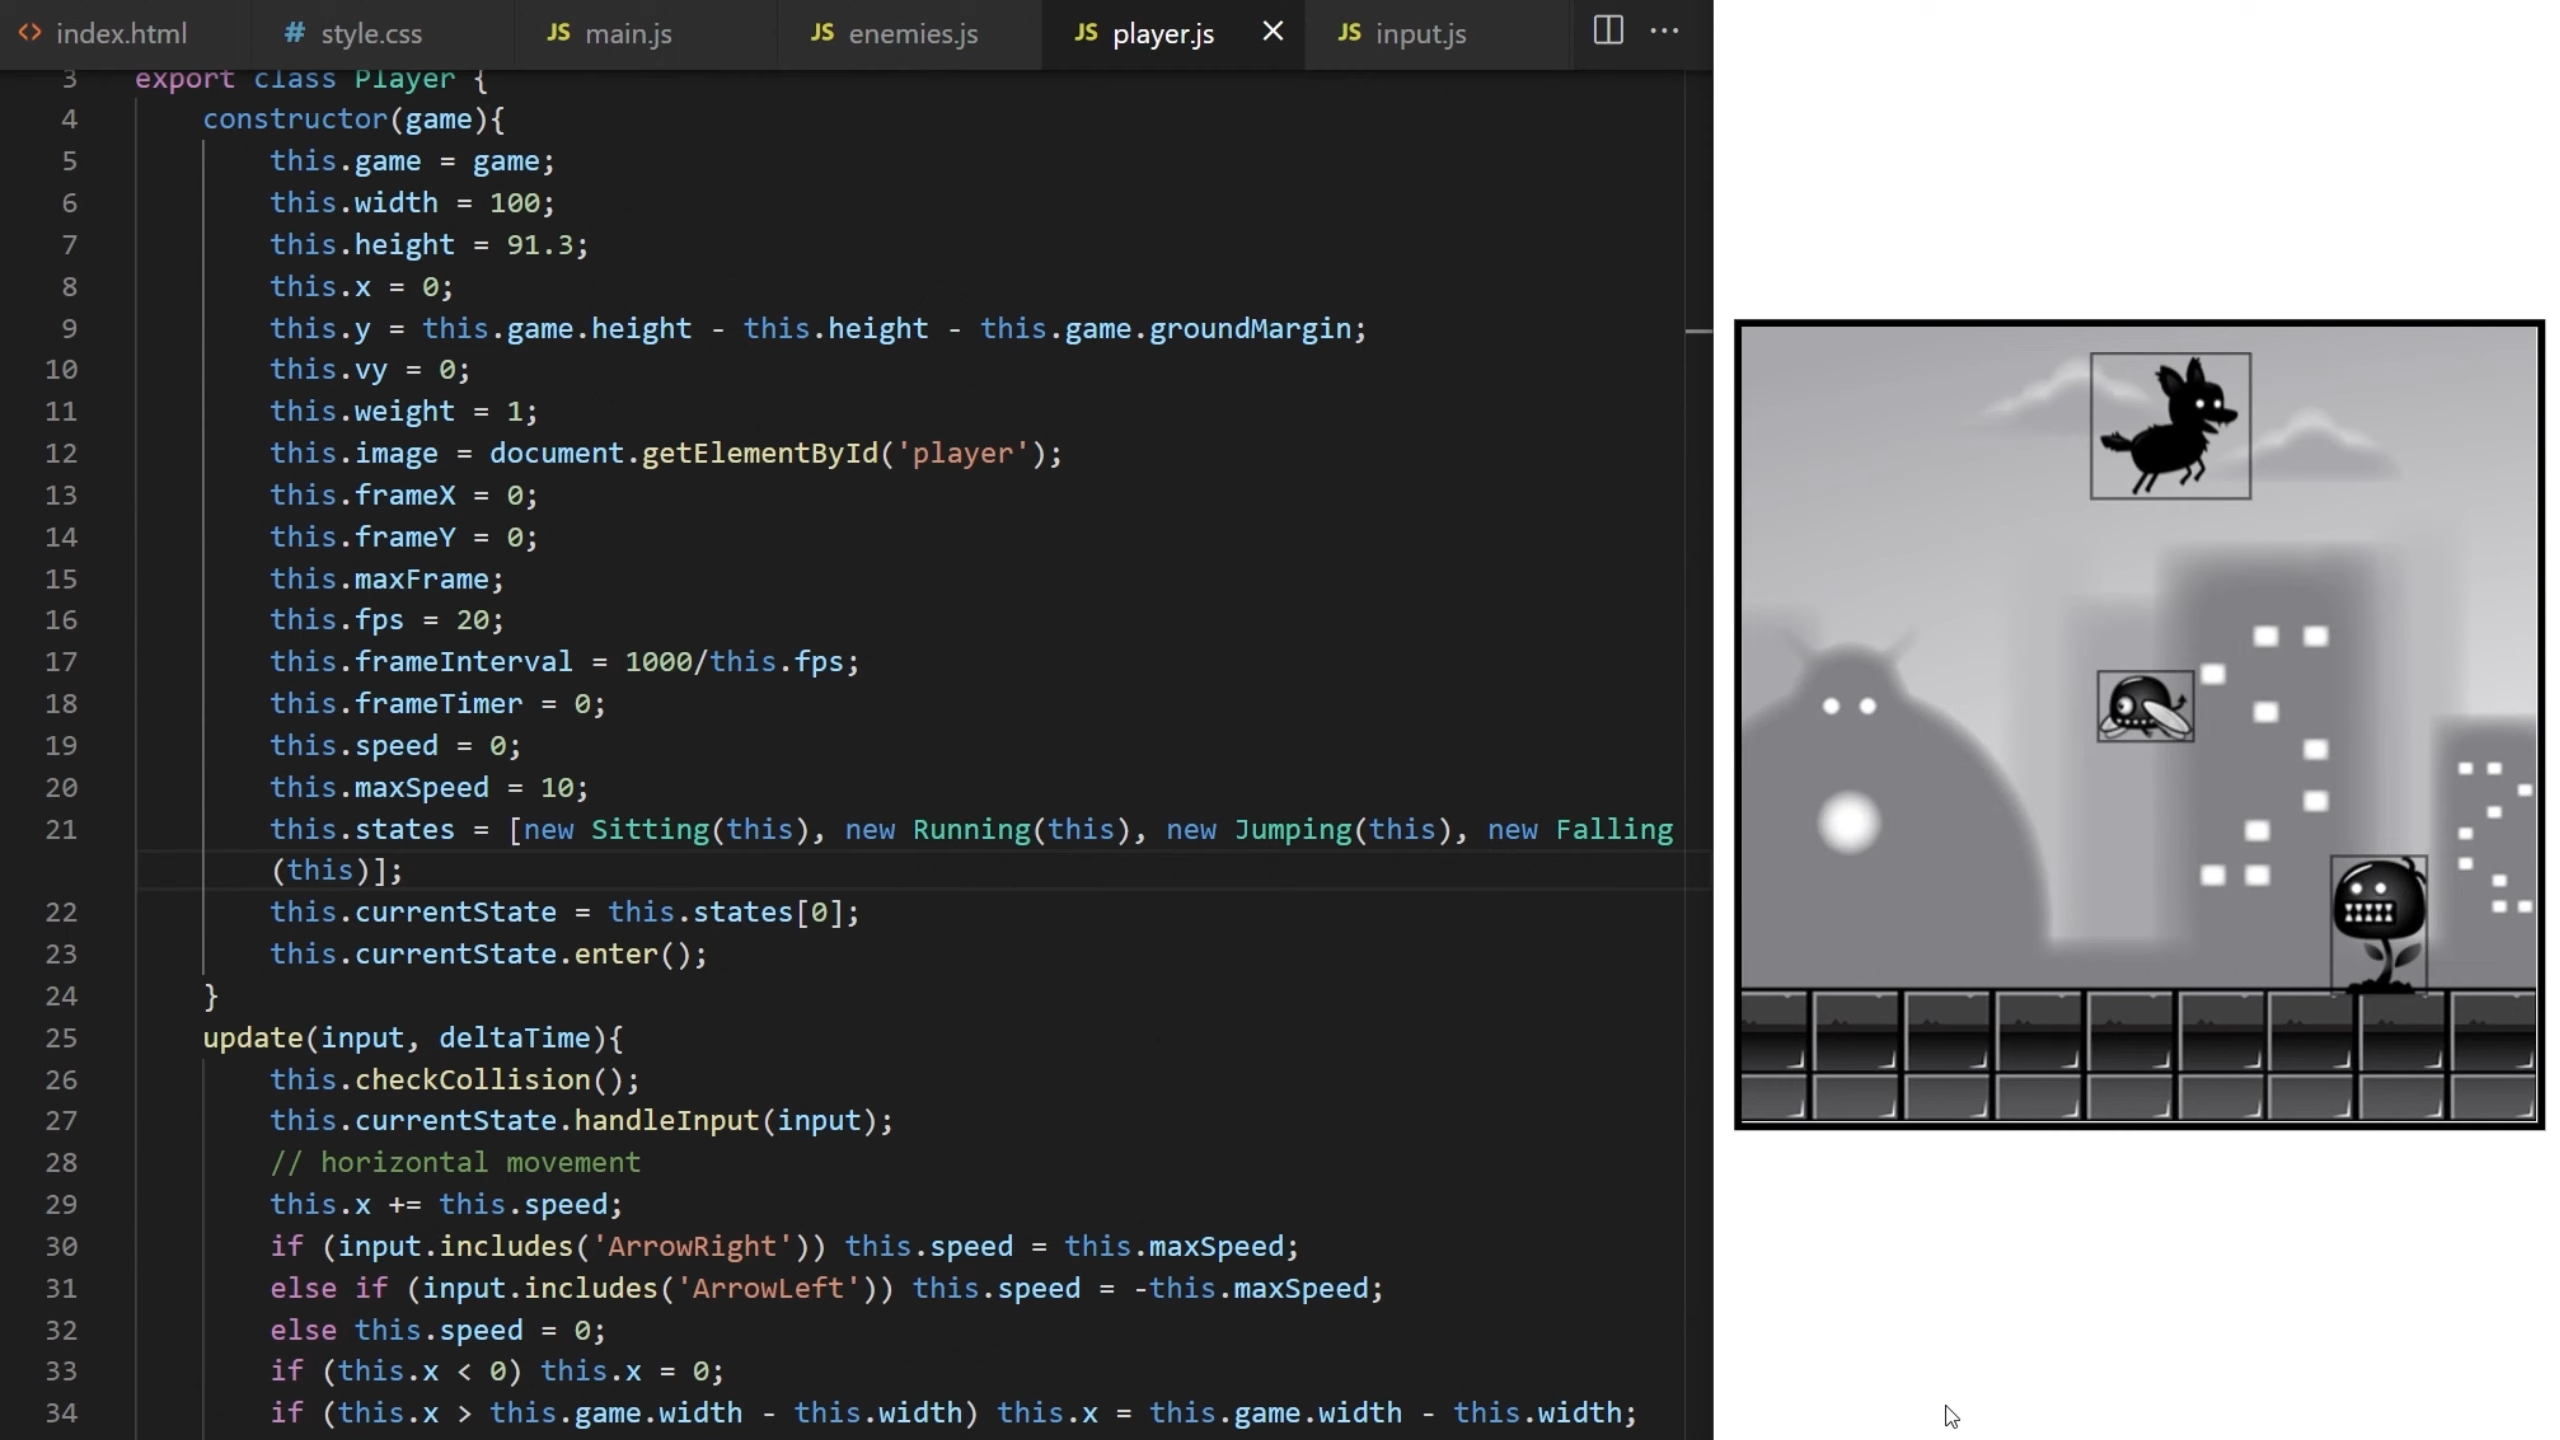 index.html
style.css
JS main.js
JS enemies.js
JS player.js
JS input.js
3 export class Player {
4 constructor(game){
5 this.game = game;
6 this.width = 100;
7 this.height = 91.3;
8 this.x = 0;
9 this.y = this.game.height - this.height - this.game.groundMargin;
10 this.vy = 0;
11 this.weight = 1;
12 this.image = document.getElementById('player');
13 this.frameX = 0;
14 this.frameY = 0;
15 this.maxFrame;
16 this.fps = 20;
17 this.frameInterval = 1000/this.fps;
18 this.frameTimer = 0;
19 this.speed = 0;
20 this.maxSpeed = 10;
21 this.states = [new Sitting(this), new Running(this), new Jumping(this), new Falling
(this)];
22 this.currentState = this.states[0];
23 this.currentState.enter();
24 }
25 update(input, deltaTime){
26 this.checkCollision();
27 this.currentState.handleInput(input);
28 // horizontal movement
29 this.x += this.speed;
30 if (input.includes('ArrowRight')) this.speed = this.maxSpeed;
31 else if (input.includes('ArrowLeft')) this.speed = -this.maxSpeed;
32 else this.speed = 0;
33 if (this.x < 0) this.x = 0;
34 if (this.x > this.game.width - this.width) this.x = this.game.width - this.width;